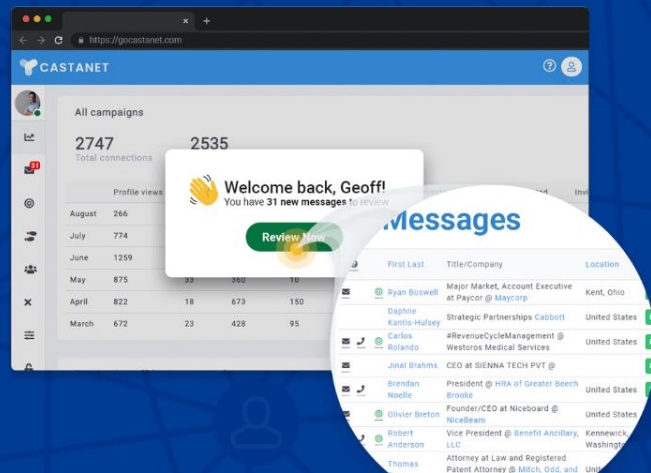 https://gocastanet.com
CASTANET
All campaigns
2747
2535
Total connections
31
Profile views
Invi
August 266
July 774
June 1259
May 875 33 360 10
April 822 18 673 150
March 672 23 428 95
Welcome back, Geoff!
You have 31 new messages to review
Review Now
Messages
First Last Title/Company Location
Ryan Boswell Major Market, Account Executive at Paycor @ Maycorp Kent, Ohio
Daphne Kantis-Hulsey Strategic Partnerships Cabbott United States
Carlos Rolando #RevenueCycleManagement @ Westoros Medical Services United States
Jinal Brahms CEO at SIENNA TECH PVT @
Brendan Noelle President @ HRA of Greater Beech Brooke United States
Olivier Breton Founder/CEO at Niceboard @ NiceBeam United States
Robert Anderson Vice President @ Benefit Ancillary, LLC Kennewick, Washingt
Thomas Attorney at Law and Registered Patent Attorney @ Mitch, Odd, and Unit